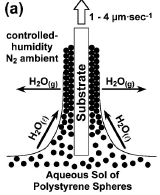 (a)
1 - 4 μm·sec⁻¹
controlled-
humidity
N₂ ambient
Substrate
H₂O(g)
H₂O(g)
H₂O(ℓ)
H₂O(ℓ)
Aqueous Sol of
Polystyrene Spheres